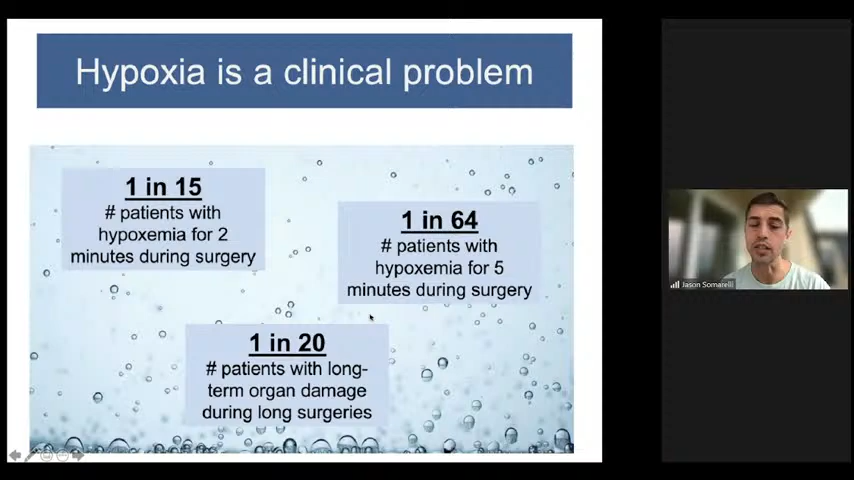 Hypoxia is a clinical problem
1 in 15
# patients with
hypoxemia for 2
minutes during surgery
1 in 64
# patients with
hypoxemia for 5
minutes during surgery
1 in 20
# patients with long-
term organ damage
during long surgeries
Jason Somarelli